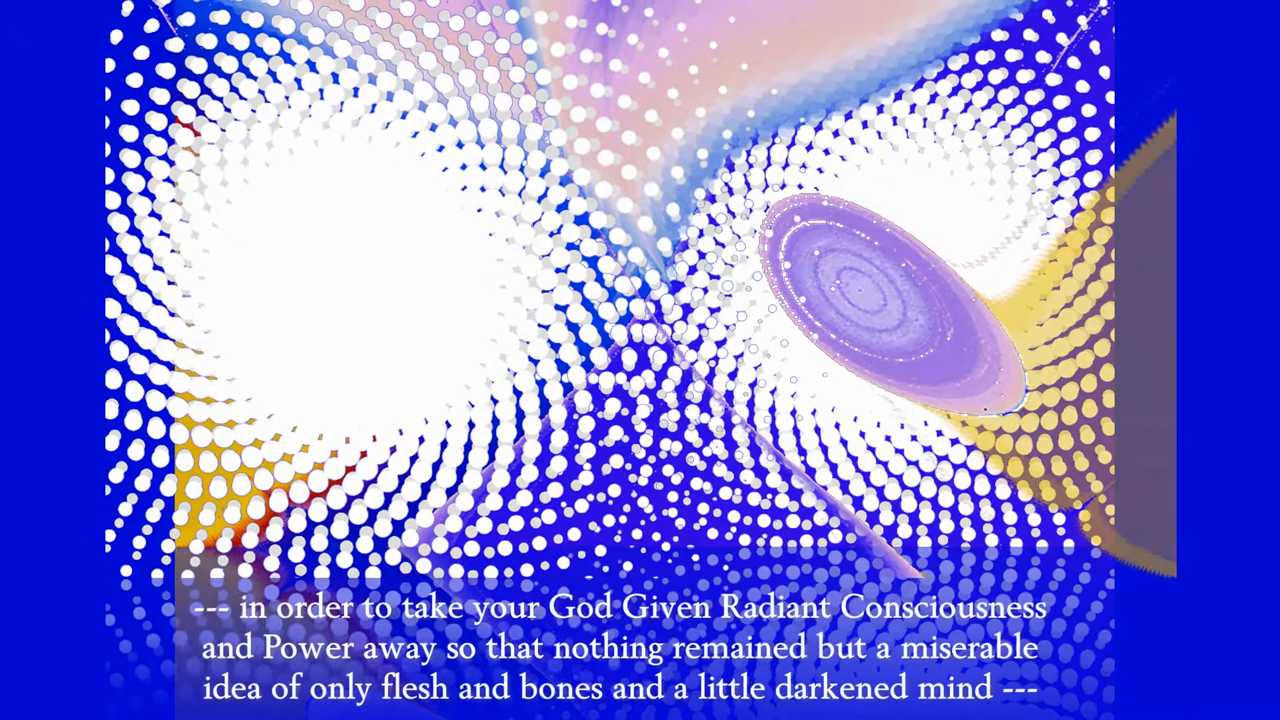 --- in order to take your God Given Radiant Consciousness
and Power away so that nothing remained but a miserable
idea of only flesh and bones and a little darkened mind ---